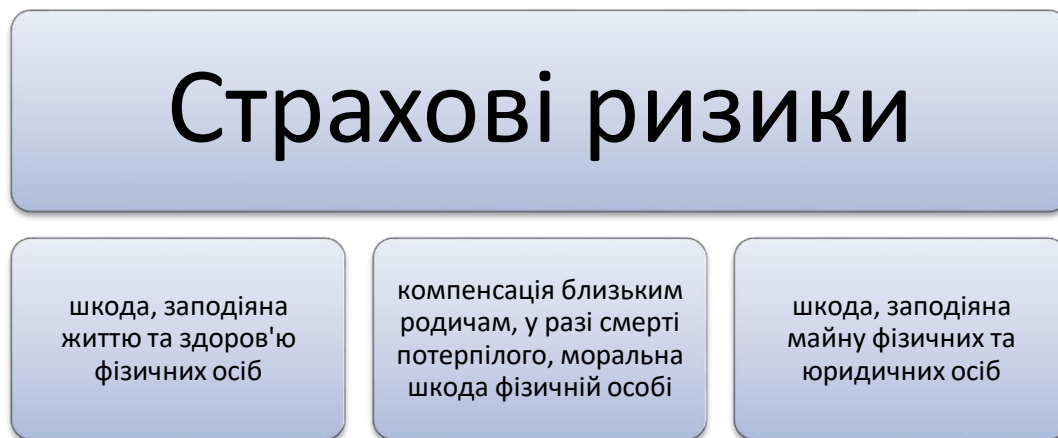 Страхові ризики
шкода, заподіяна
життю та здоров'ю
фізичних осіб
компенсація близьким
родичам, у разі смерті
потерпілого, моральна
шкода фізичній особі
шкода, заподіяна
майну фізичних та
юридичних осіб